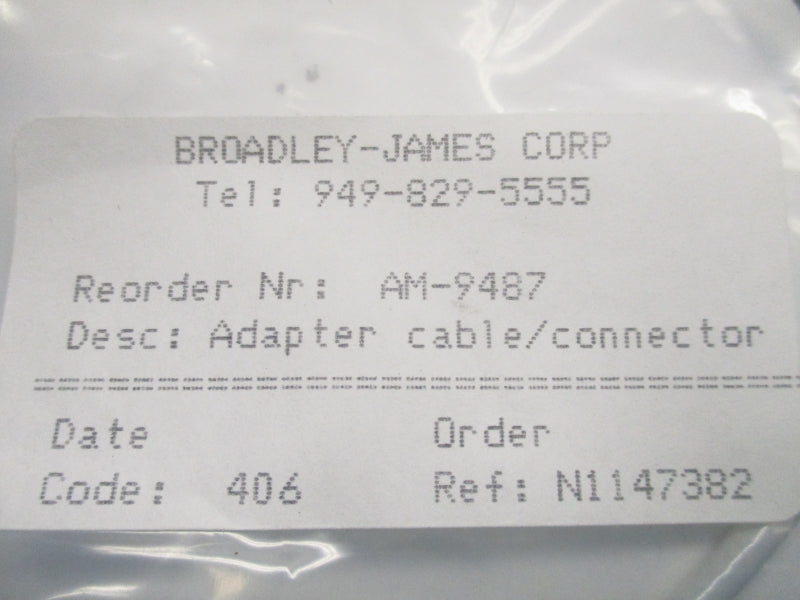 BROADLEY-JAMES CORP
Tel: 949-829-5555
Reorder Nr: AM-9487
Desc: Adapter cable/connector
Date Order
Code: 406 Ref: N1147382